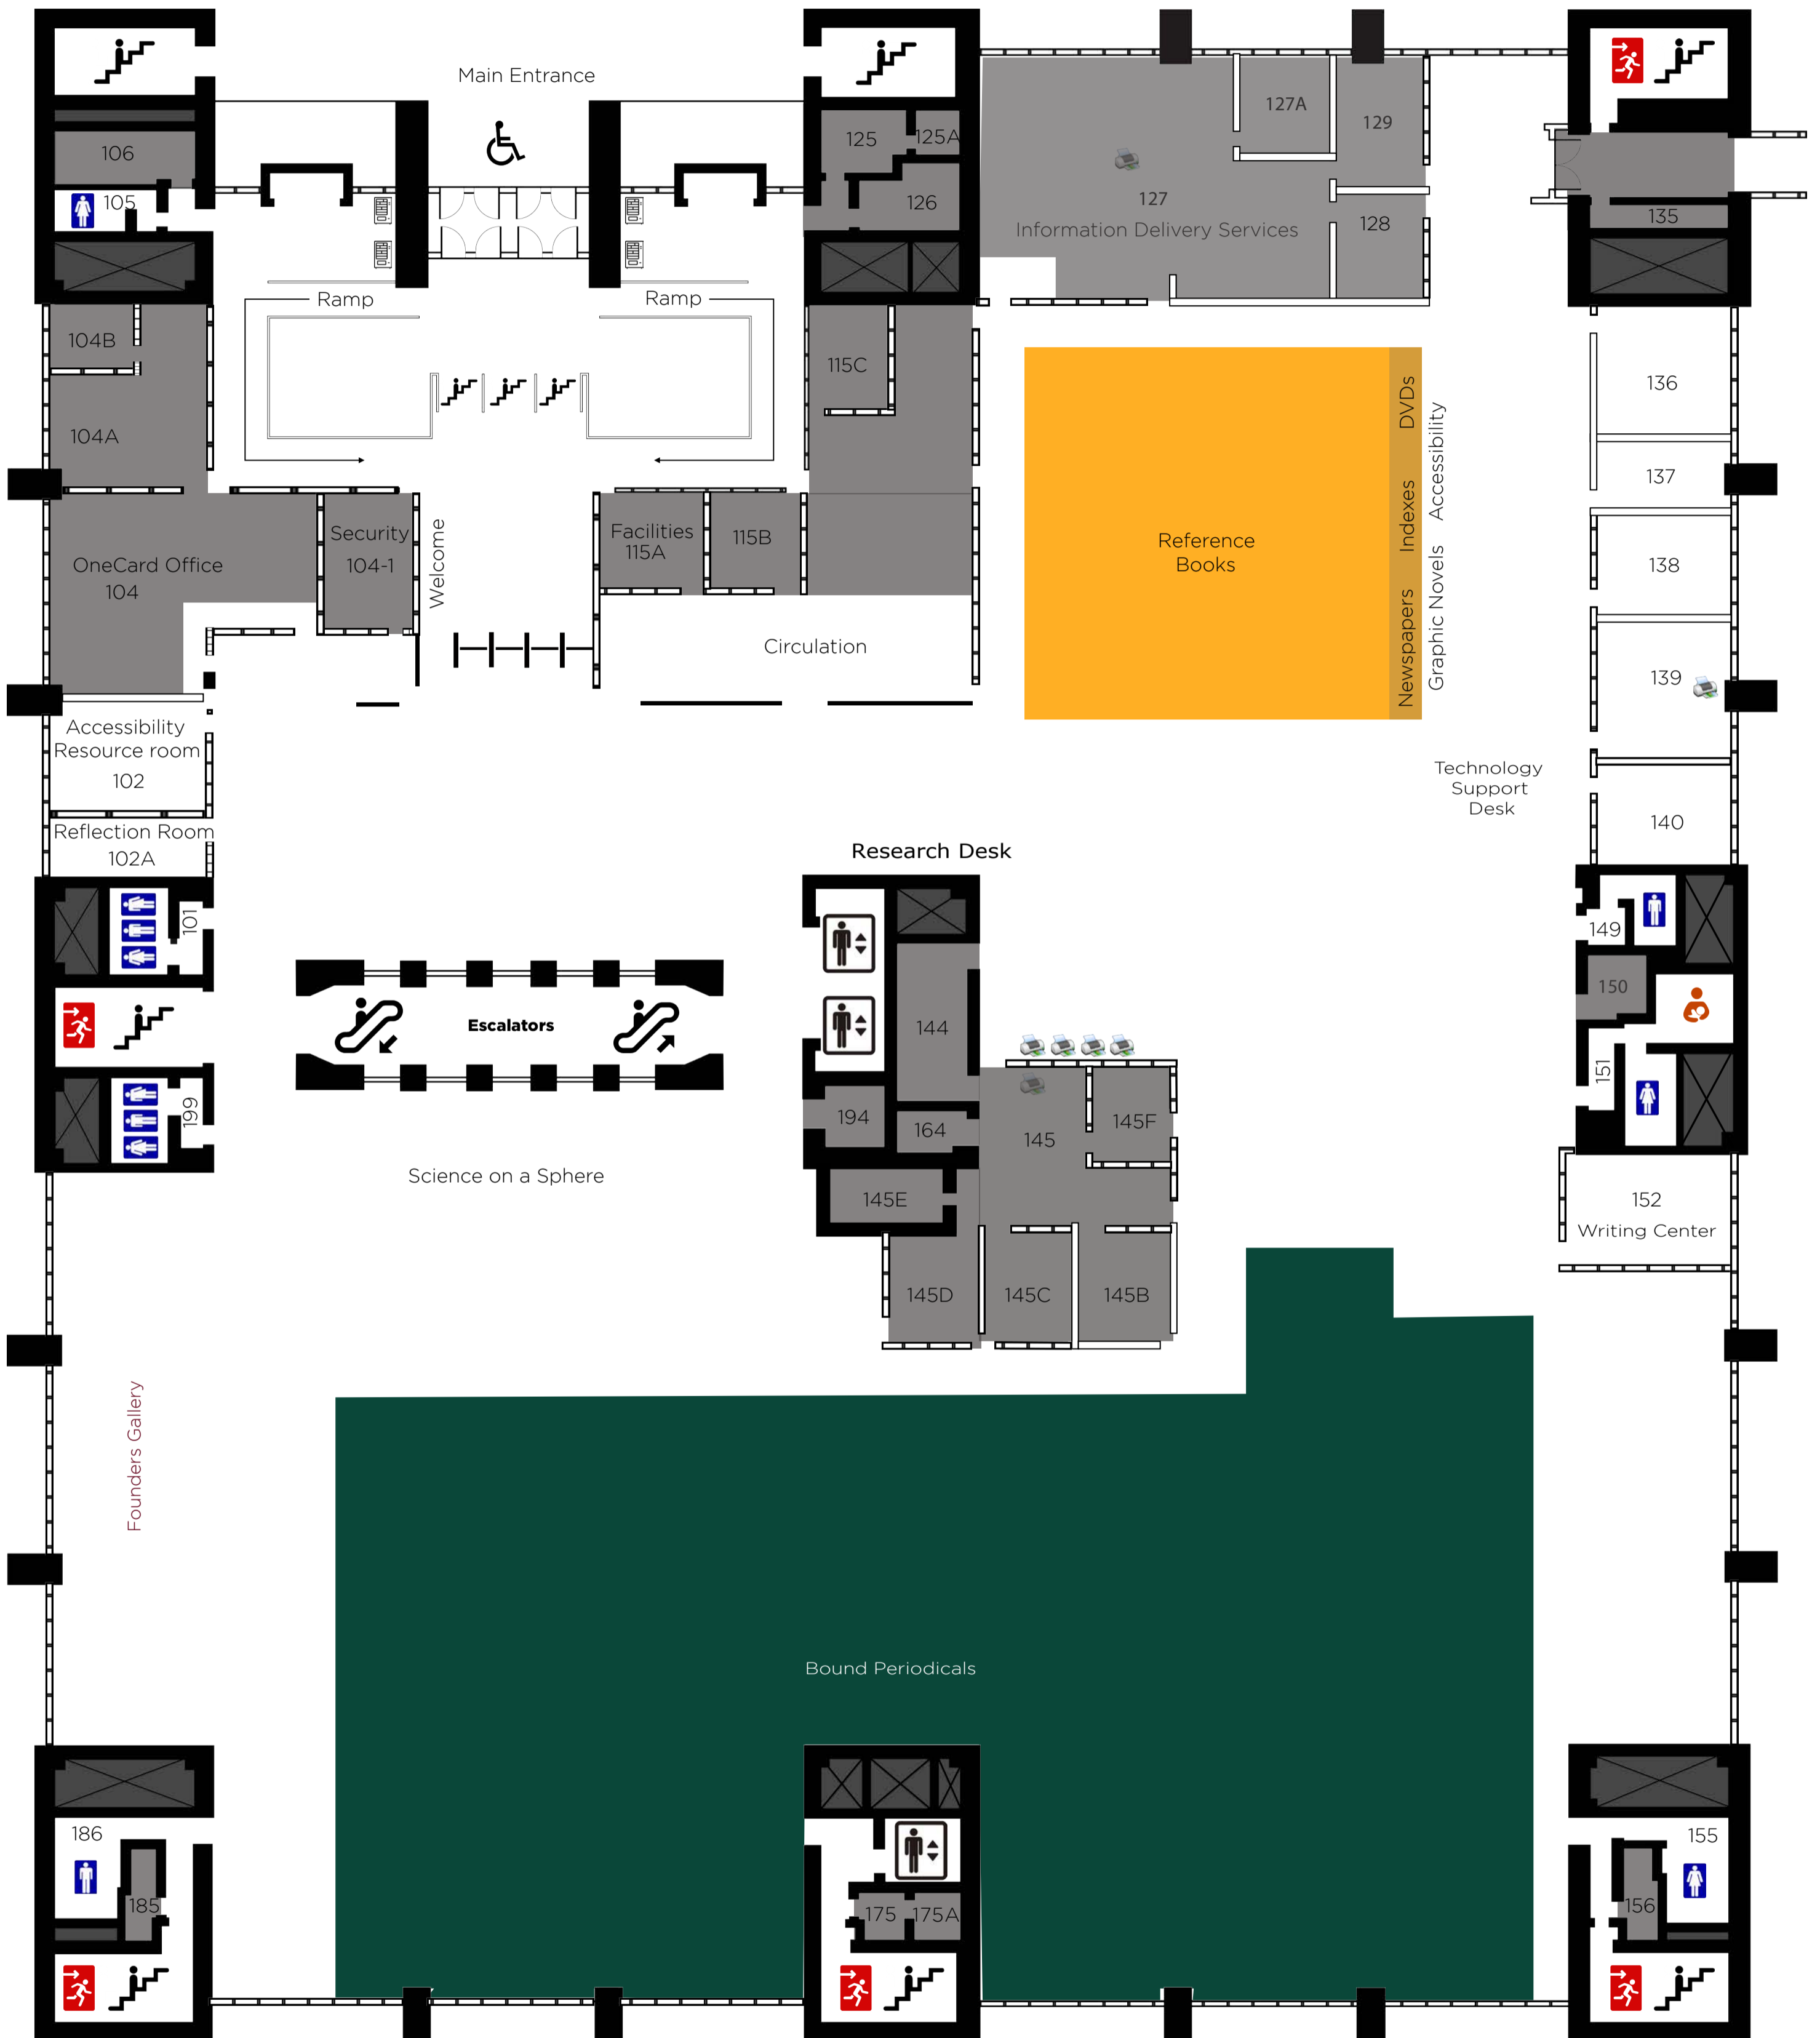 Main Entrance
106
105
125
125A
126
127A
129
127
Information Delivery Services
128
135
Ramp
Ramp
104B
104A
115C
136
137
138
139
140
DVDs
Indexes
Newspapers
Accessibility
Graphic Novels
Reference
Books
OneCard Office
104
Security
104-1
Welcome
Facilities
115A
115B
Circulation
Accessibility
Resource room
102
Reflection Room
102A
Technology
Support
Desk
Research Desk
101
Escalators
199
144
194
164
145
145F
145E
145D
145C
145B
149
150
151
152
Writing Center
Science on a Sphere
Founders Gallery
Bound Periodicals
186
185
175
175A
155
156